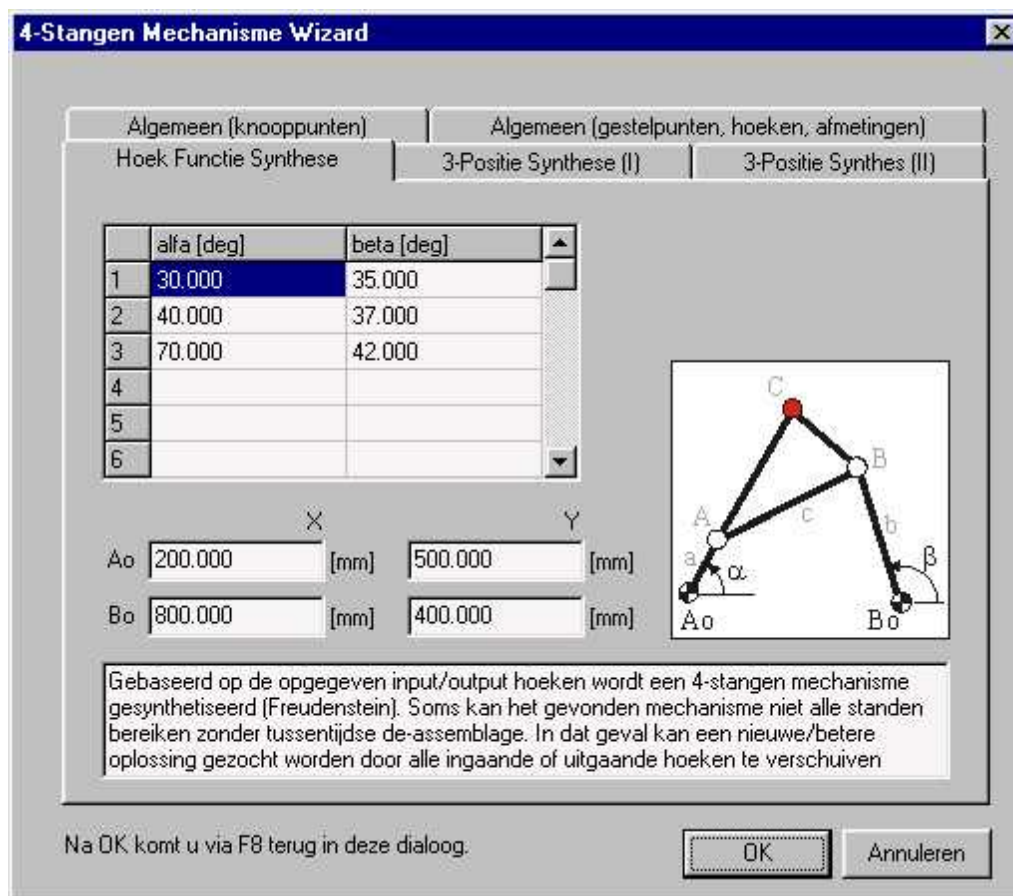 4-Stangen Mechanisme Wizard
Algemeen (knooppunten) Algemeen (gestelpunten, hoeken, afmetingen)
Hoek Functie Synthese 3-Positie Synthese (I) 3-Positie Synthes (II)
alfa [deg] beta [deg]
1 30.000 35.000
2 40.000 37.000
3 70.000 42.000
4
5
6
X Y
Ao 200.000 [mm] 500.000 [mm]
Bo 800.000 [mm] 400.000 [mm]
C
B
A
c
b
a
α
β
Ao
Bo
Gebaseerd op de opgegeven input/output hoeken wordt een 4-stangen mechanisme
gesynthetiseerd (Freudenstein). Soms kan het gevonden mechanisme niet alle standen
bereiken zonder tussentijdse de-assemblage. In dat geval kan een nieuwe/betere
oplossing gezocht worden door alle ingaande of uitgaande hoeken te verschuiven
Na OK komt u via F8 terug in deze dialoog.
OK Annuleren